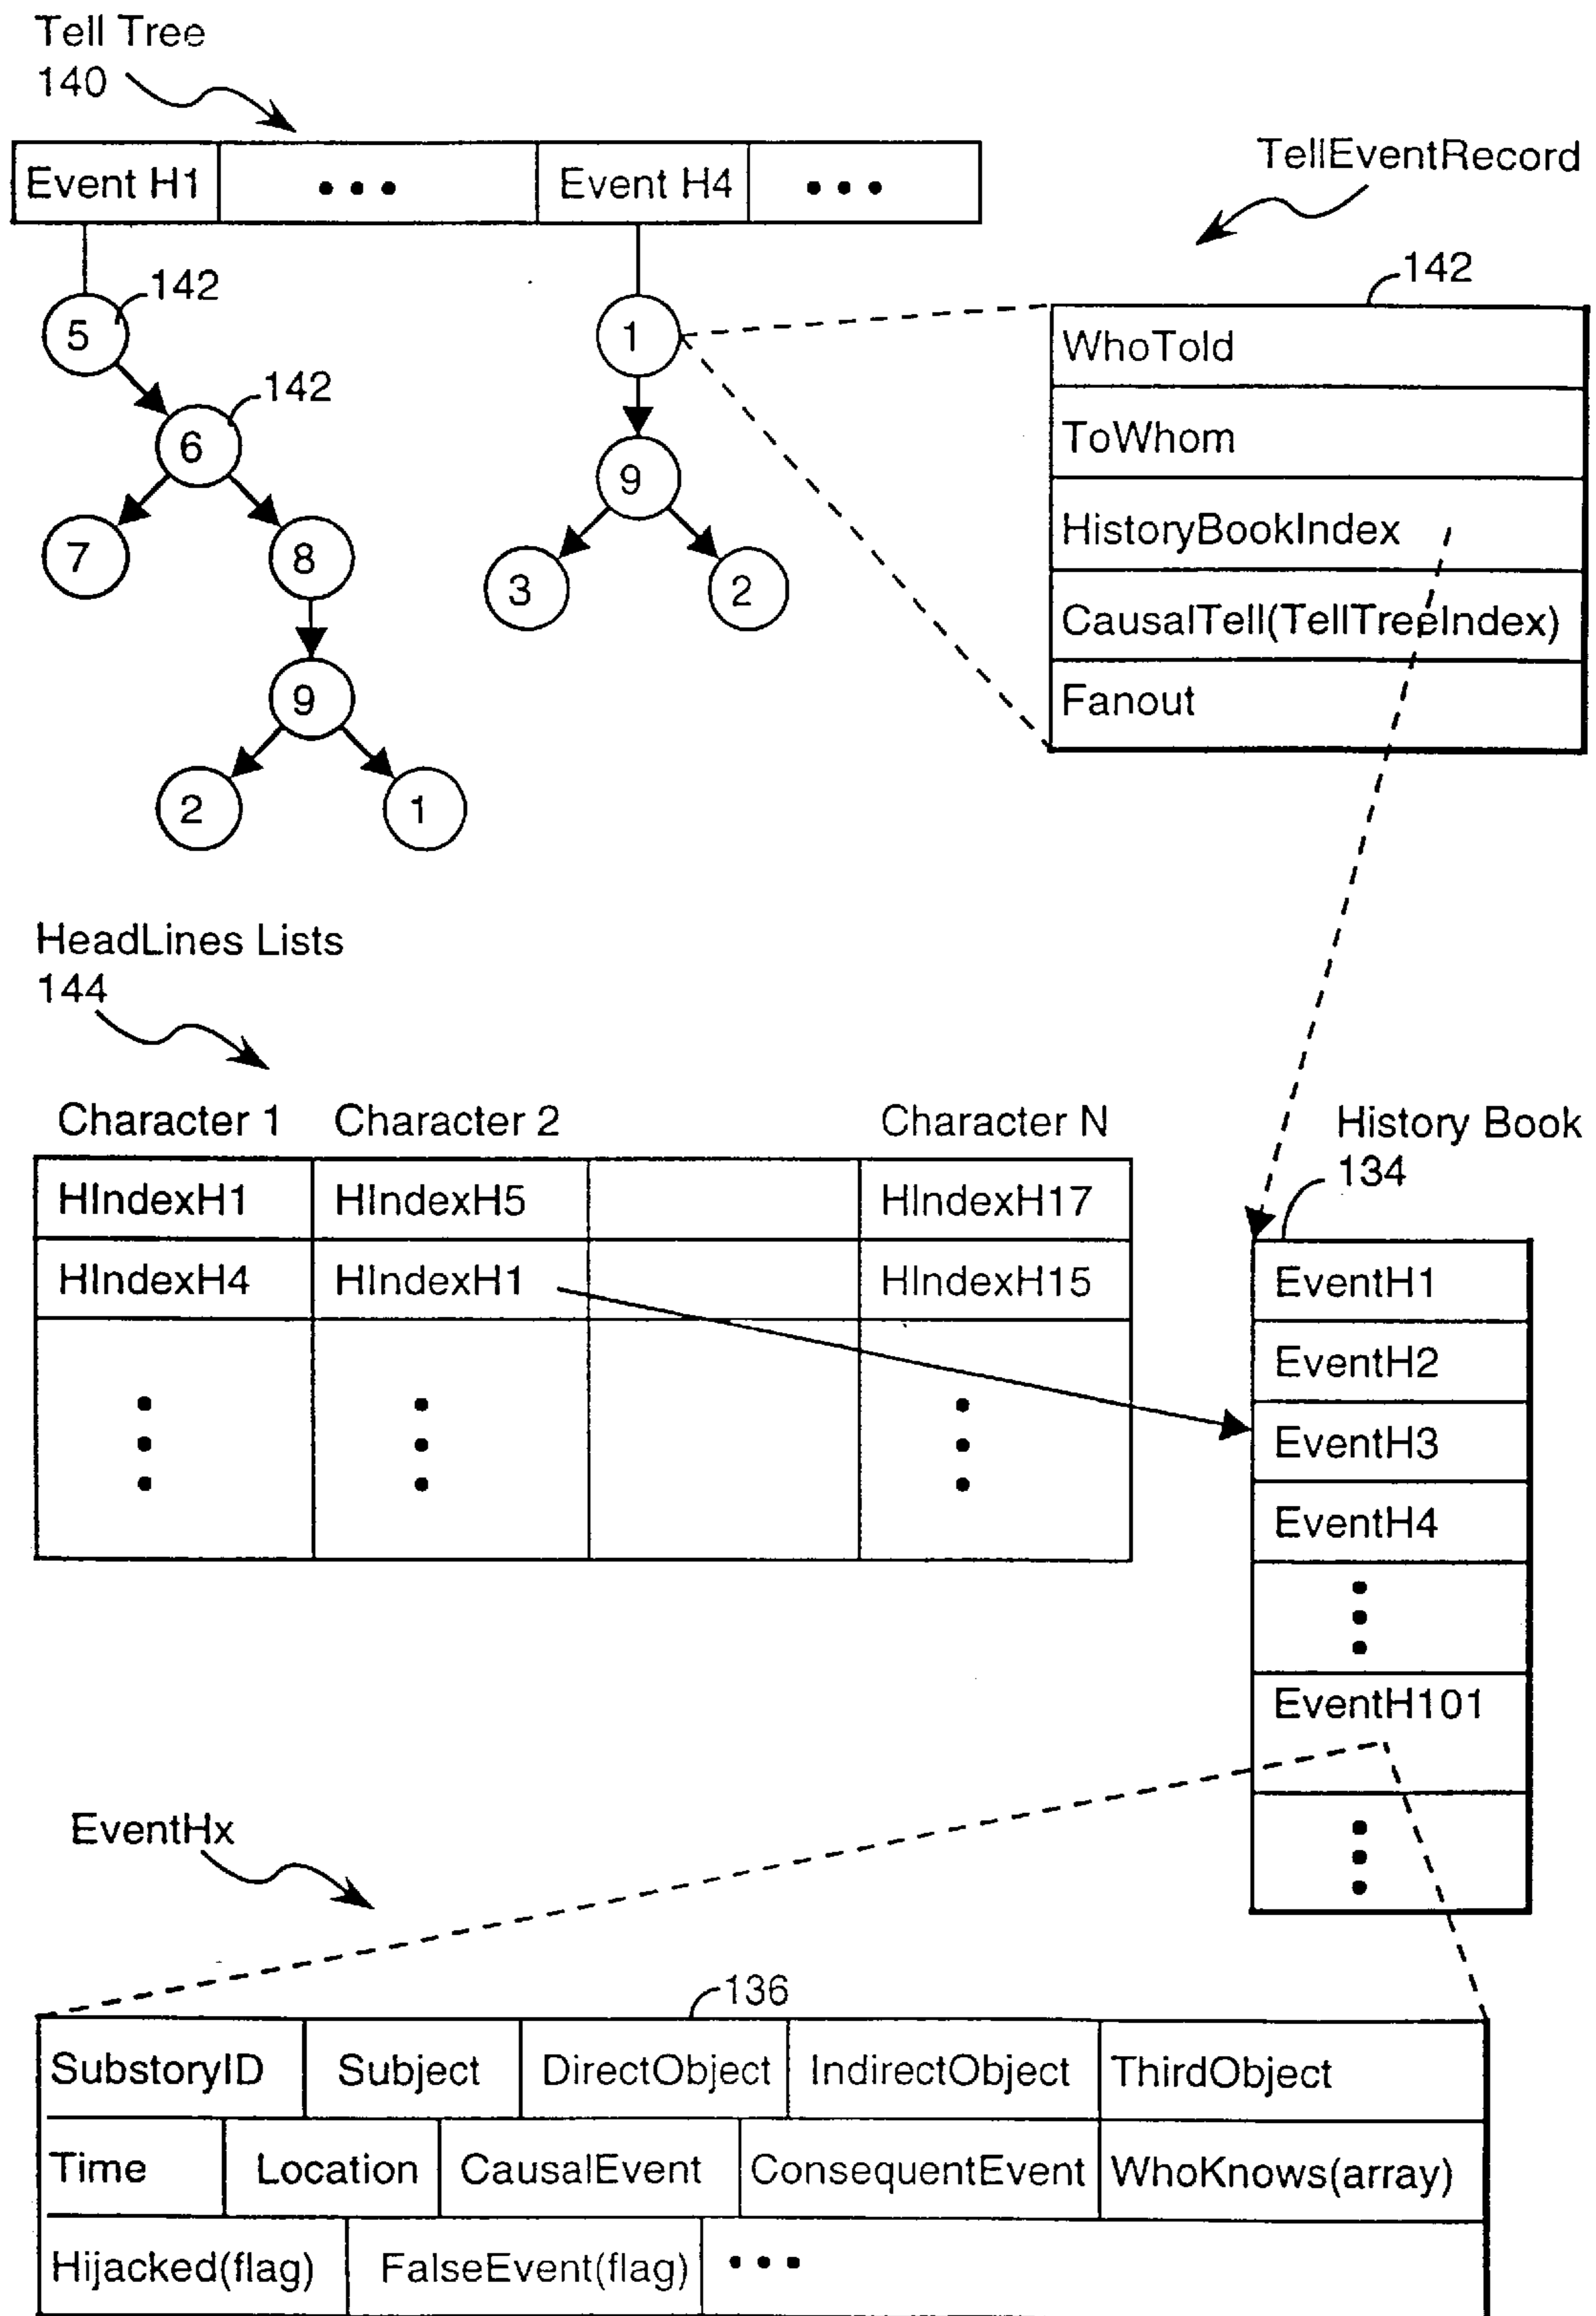 Tell Tree
140
Event H1 • • • Event H4 • • •
TellEventRecord
142
5
142
6
142
7
8
9
2
1
1
9
3
2
WhoTold
ToWhom
HistoryBookIndex
CausalTell(TellTreeIndex)
Fanout
HeadLines Lists
144
Character 1 Character 2 Character N
HIndexH1 HIndexH5 HIndexH17
HIndexH4 HIndexH1 HIndexH15
History Book
134
EventH1
EventH2
EventH3
EventH4
EventH101
EventHx
136
SubstoryID Subject DirectObject IndirectObject ThirdObject
Time Location CausalEvent ConsequentEvent WhoKnows(array)
Hijacked(flag) FalseEvent(flag) • • •